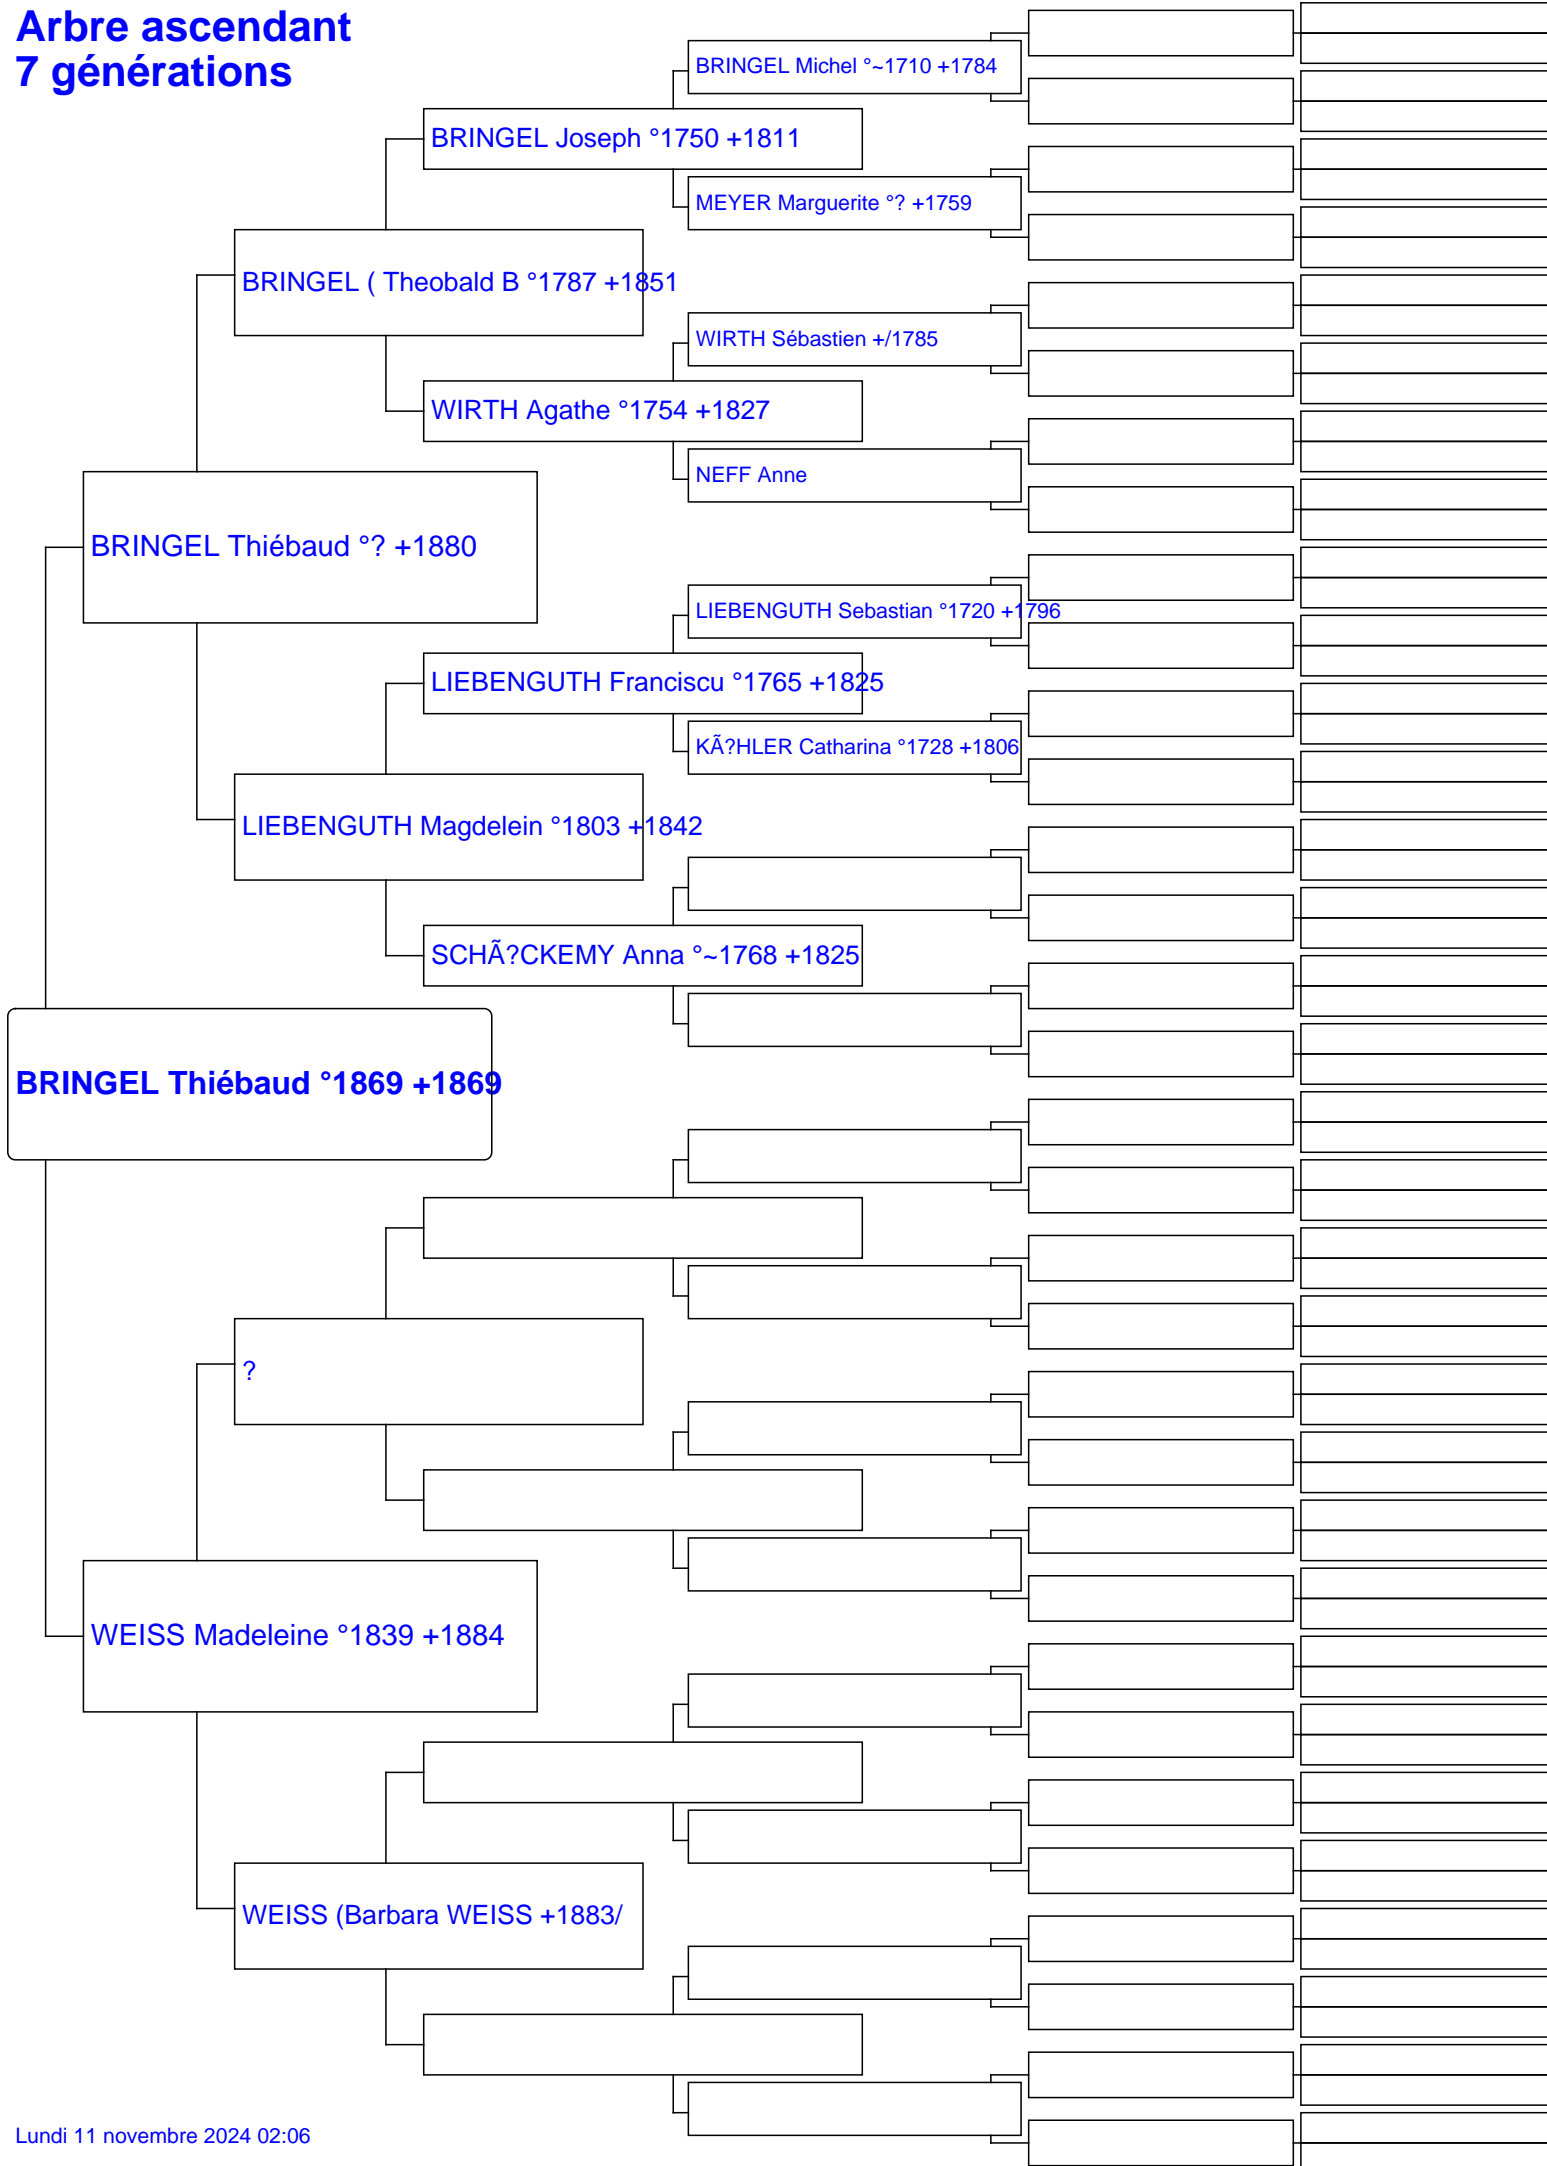 Arbre ascendant
7 générations
BRINGEL Michel °~1710 +1784
BRINGEL Joseph °1750 +1811
MEYER Marguerite °? +1759
BRINGEL ( Theobald B °1787 +1851
WIRTH Sébastien +/1785
WIRTH Agathe °1754 +1827
NEFF Anne
BRINGEL Thiébaud °? +1880
LIEBENGUTH Sebastian °1720 +1796
LIEBENGUTH Franciscu °1765 +1825
KÃ?HLER Catharina °1728 +1806
LIEBENGUTH Magdelein °1803 +1842
SCHÃ?CKEMY Anna °~1768 +1825
BRINGEL Thiébaud °1869 +1869
?
WEISS Madeleine °1839 +1884
WEISS (Barbara WEISS +1883/
Lundi 11 novembre 2024 02:06